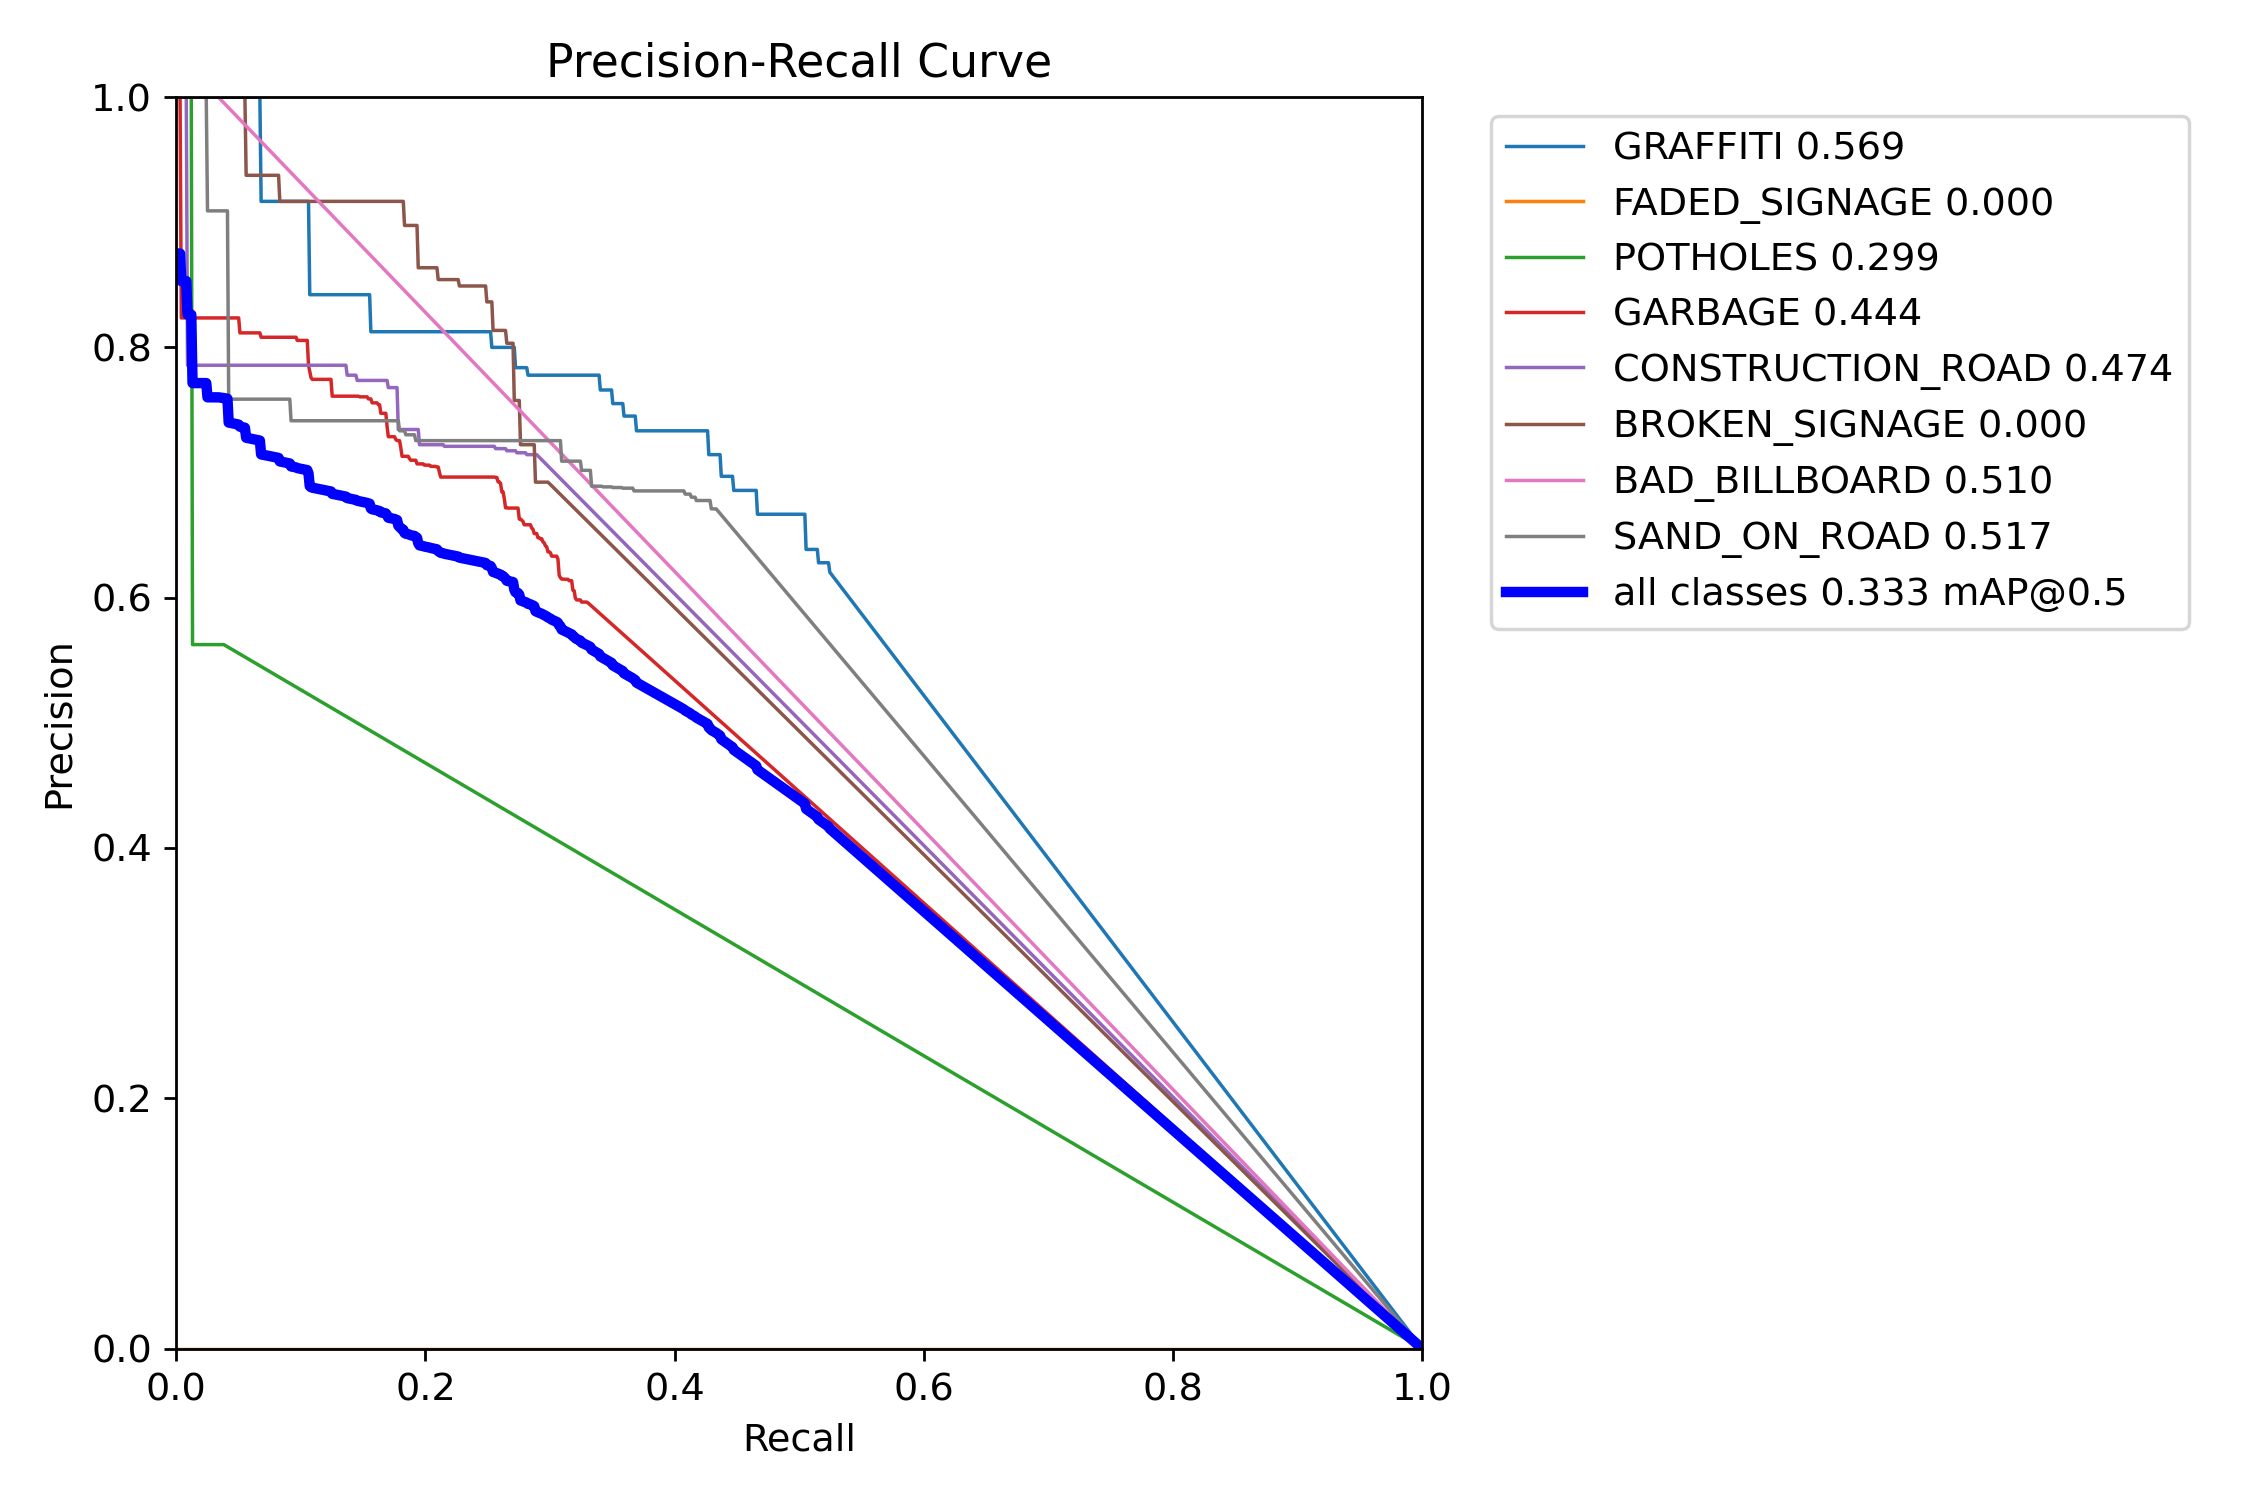 Precision-Recall Curve
1.0
0.8
0.6
0.4
0.2
0.0
Precision
0.0 0.2 0.4 0.6 0.8 1.0
Recall
GRAFFITI 0.569
FADED_SIGNAGE 0.000
POTHOLES 0.299
GARBAGE 0.444
CONSTRUCTION_ROAD 0.474
BROKEN_SIGNAGE 0.000
BAD_BILLBOARD 0.510
SAND_ON_ROAD 0.517
all classes 0.333 mAP@0.5